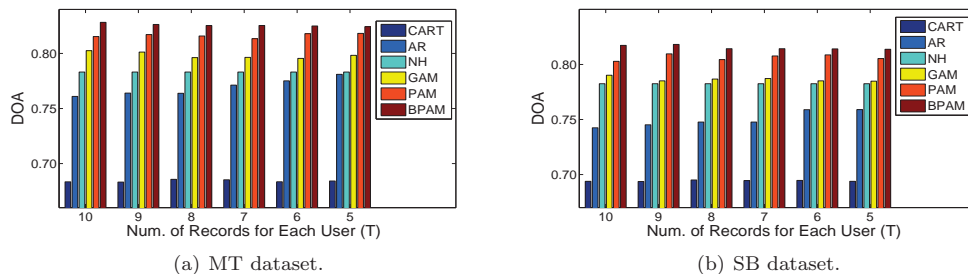 CART
AR
NH
GAM
PAM
BPAM
0.80
0.75
0.70
DOA
10 9 8 7 6 5
Num. of Records for Each User (T)
(a) MT dataset.
CART
AR
NH
GAM
PAM
BPAM
0.80
0.75
0.70
DOA
10 9 8 7 6 5
Num. of Records for Each User (T)
(b) SB dataset.